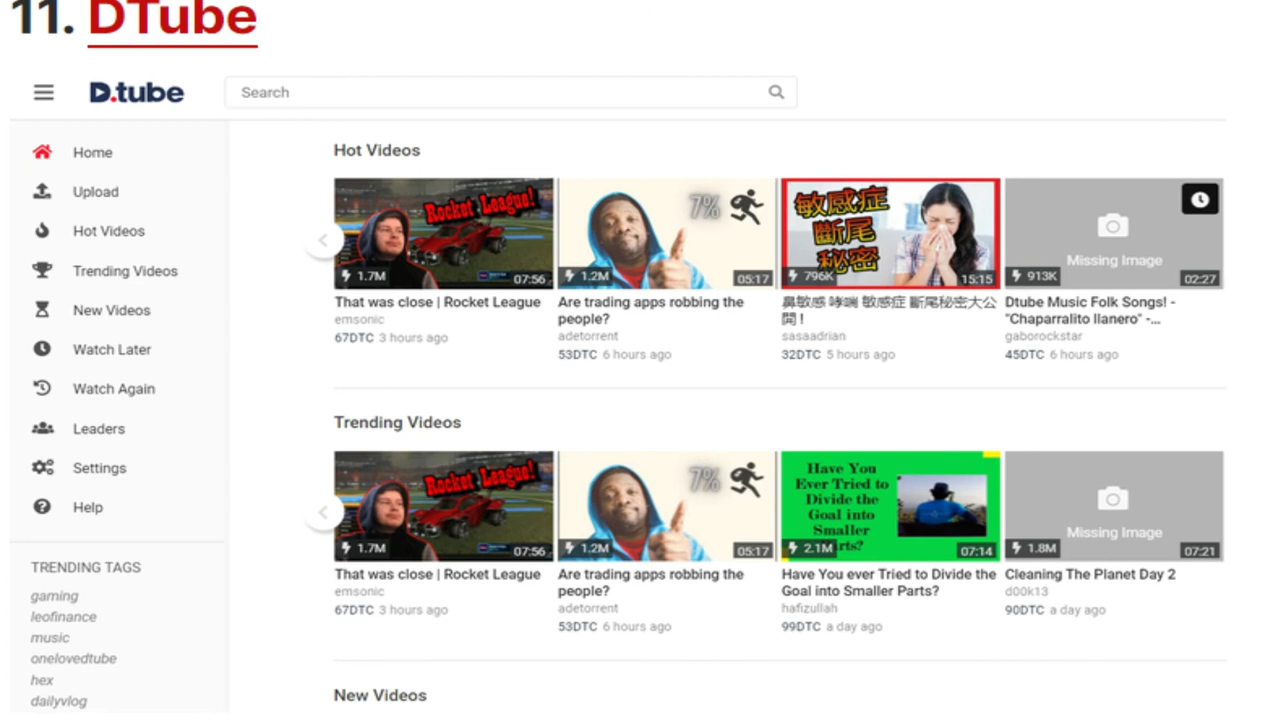 11. DTube
D.tube
Search
Home
Upload
Hot Videos
Trending Videos
New Videos
Watch Later
Watch Again
Leaders
Settings
Help
TRENDING TAGS
gaming
leofinance
music
onelovedtube
hex
dailyvlog
Hot Videos
Rocket League!
1.7M
07:56
That was close | Rocket League
emsonic
67DTC 3 hours ago
7%
1.2M
05:17
Are trading apps robbing the
people?
adetorrent
53DTC 6 hours ago
敏感症
斷尾
秘密
796K
15:15
鼻敏感 哮喘 敏感症 斷尾秘密大公
開 !
sasaadrian
32DTC 5 hours ago
Missing Image
913K
02:27
Dtube Music Folk Songs! -
"Chaparralito llanero" -...
gaborockstar
45DTC 6 hours ago
Trending Videos
Rocket League!
1.7M
07:56
That was close | Rocket League
emsonic
67DTC 3 hours ago
7%
1.2M
05:17
Are trading apps robbing the
people?
adetorrent
53DTC 6 hours ago
Have You
Ever Tried to
Divide the
Goal into
Smaller
rts?
2.1M
07:14
Have You ever Tried to Divide the
Goal into Smaller Parts?
hafizullah
99DTC a day ago
Missing Image
1.8M
07:21
Cleaning The Planet Day 2
d00k13
90DTC a day ago
New Videos